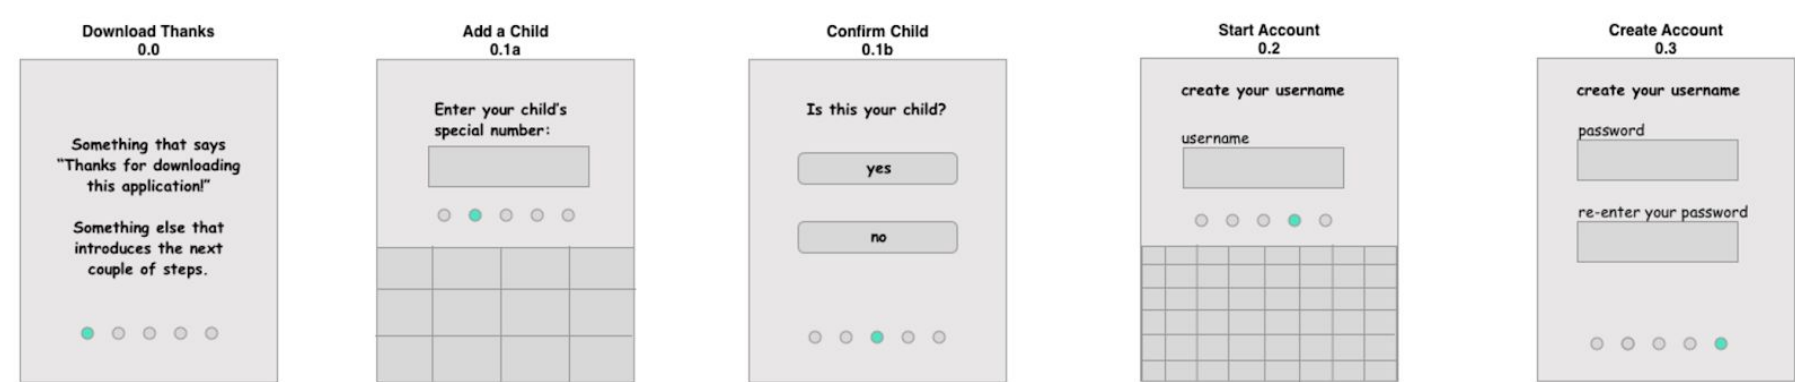 Download Thanks
0.0
Something that says
“Thanks for downloading
this application!”
Something else that
introduces the next
couple of steps.
Add a Child
0.1a
Enter your child's
special number:
Confirm Child
0.1b
Is this your child?
yes
no
Start Account
0.2
create your username
username
Create Account
0.3
create your username
password
re-enter your password